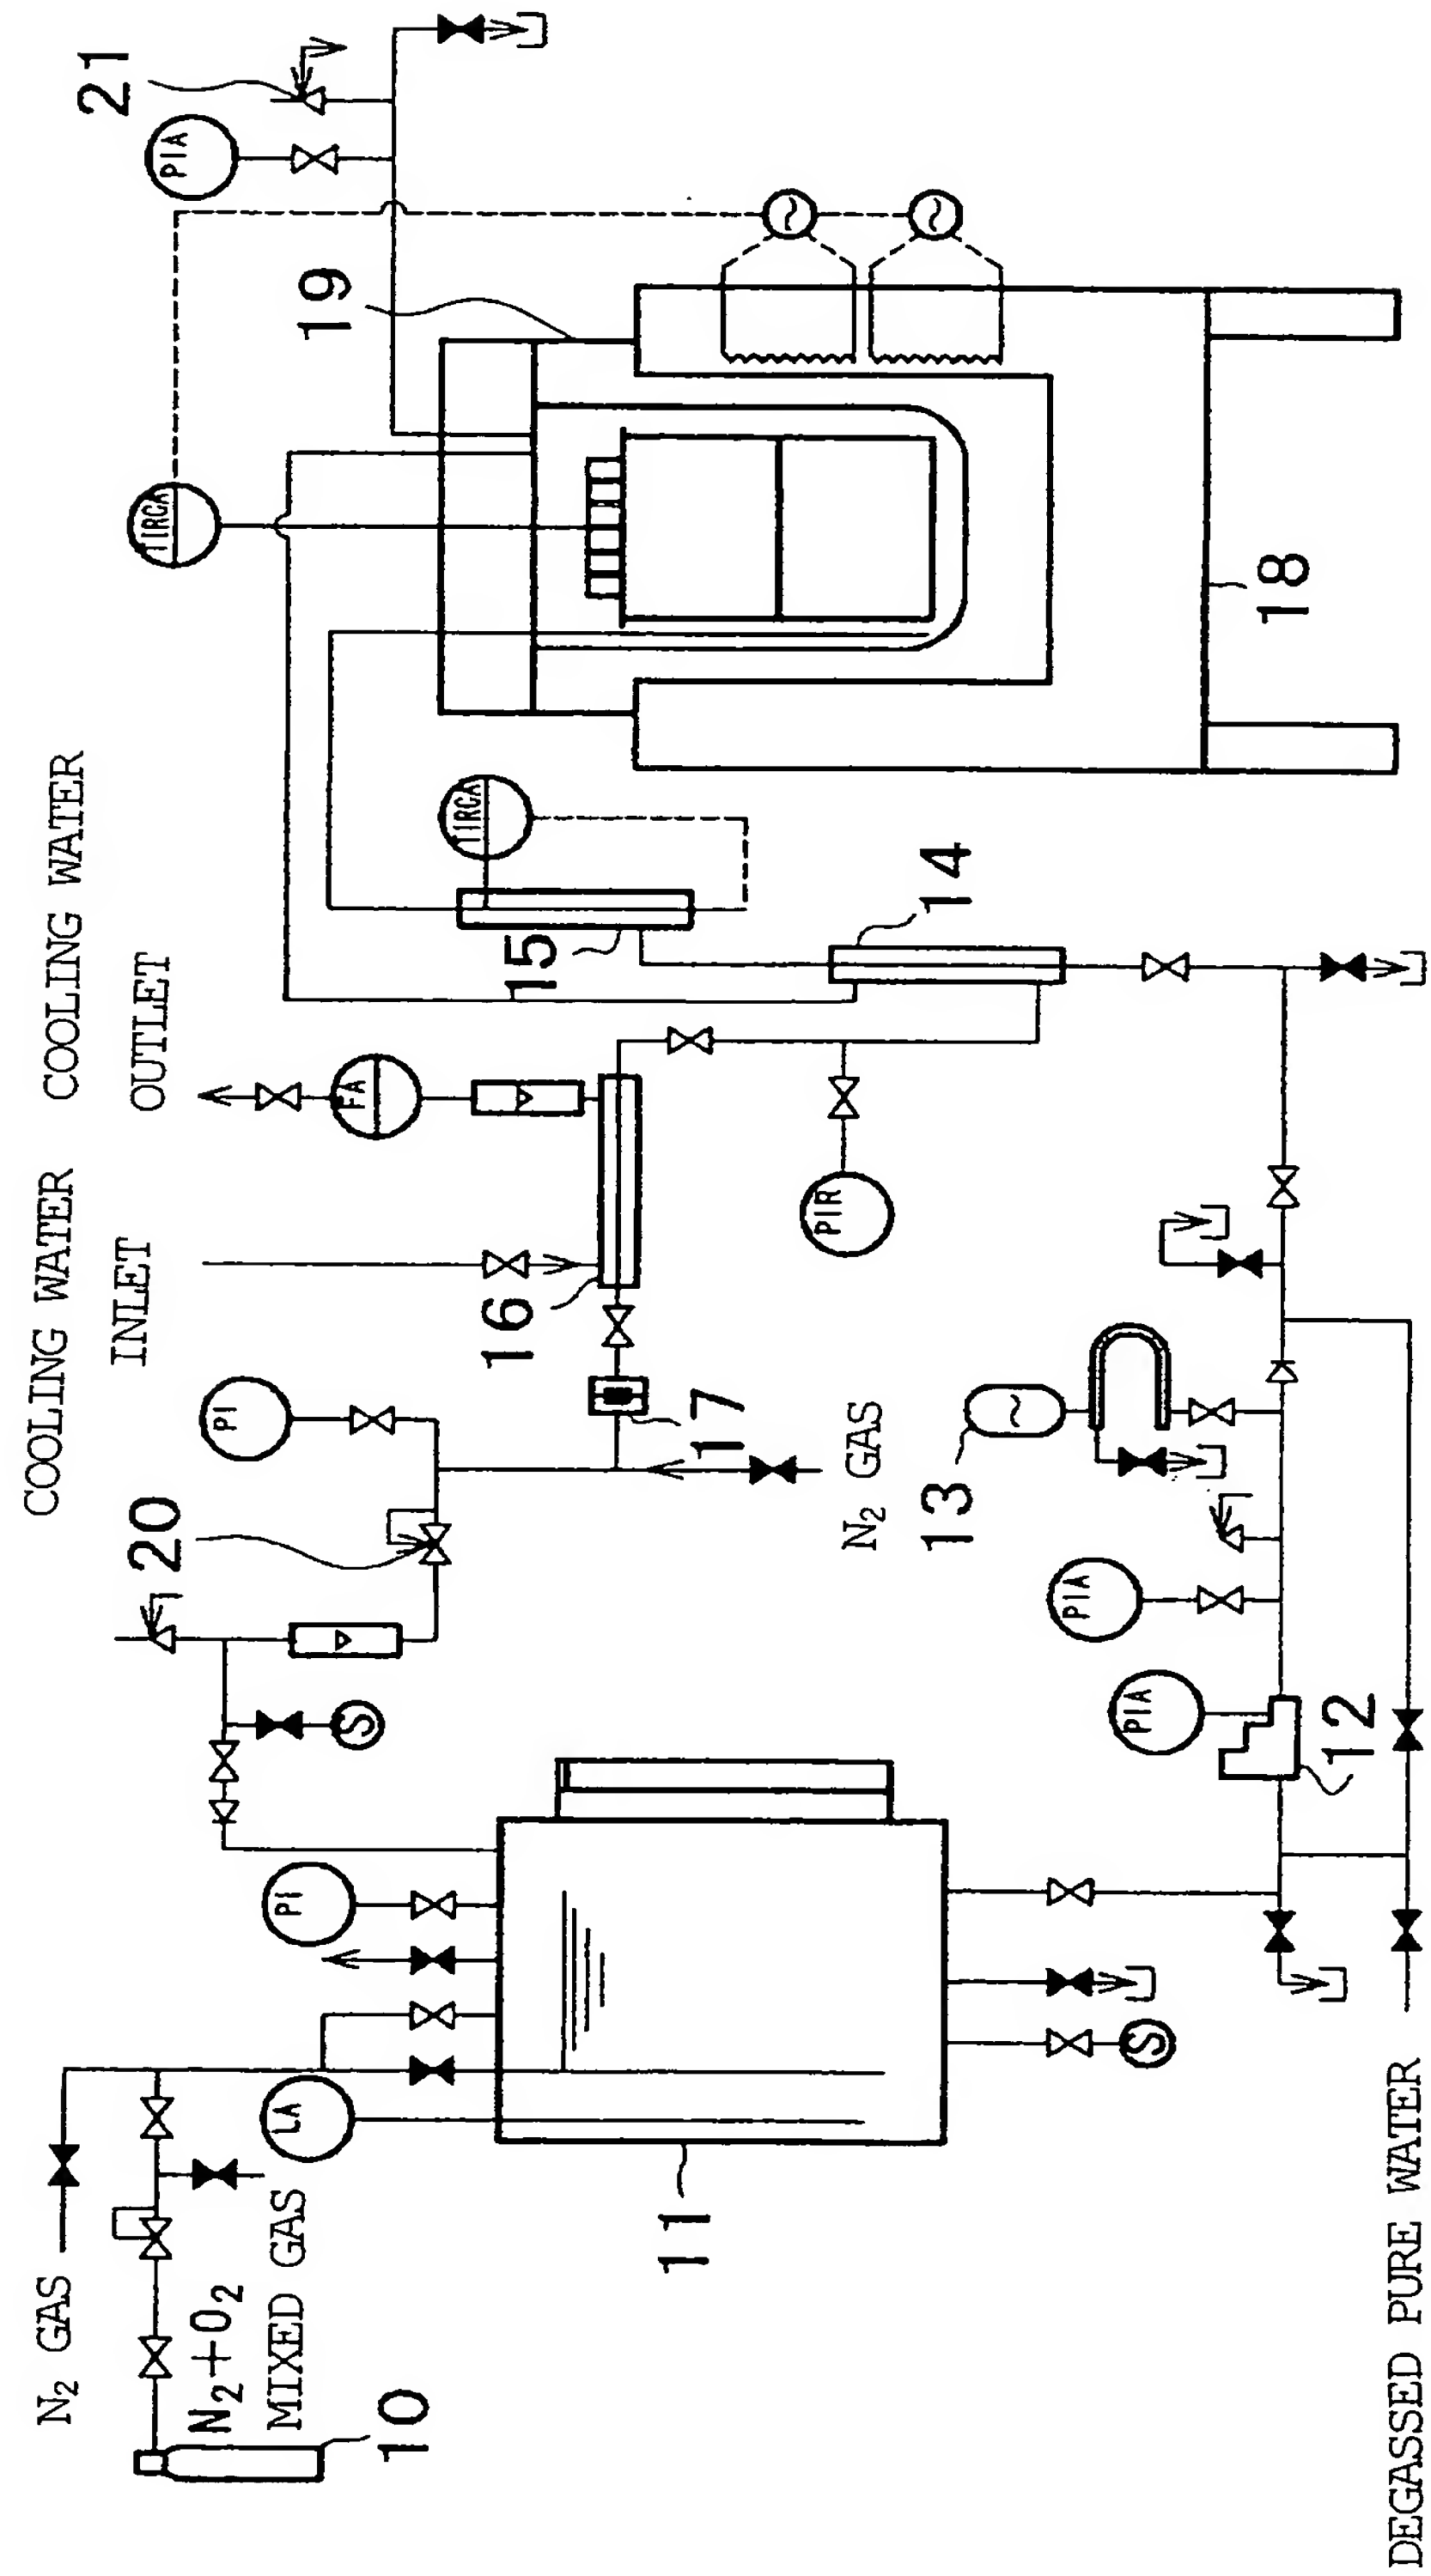 N₂ GAS
COOLING WATER
INLET
COOLING WATER
OUTLET
21
PIA
TIRCA
20
PI
N₂+O₂
MIXED GAS
LA
PI
S
FA
19
10
TIRCA
16
15
11
17
PIR
N₂ GAS
13
14
PIA
PIA
S
18
12
DEGASSED PURE WATER